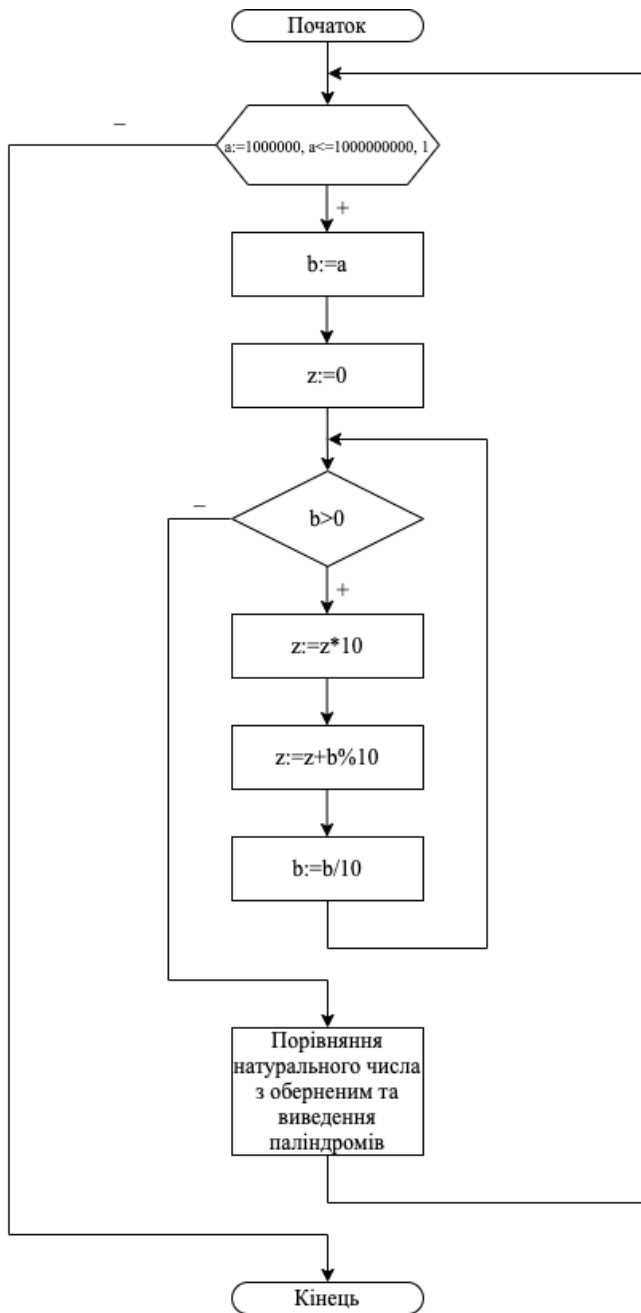 Початок
–
a:=1000000, a<=1000000000, 1
+
b:=a
z:=0
–
b>0
+
z:=z*10
z:=z+b%10
b:=b/10
Порівняння
натурального числа
з оберненим та
виведення
паліндромів
Кінець